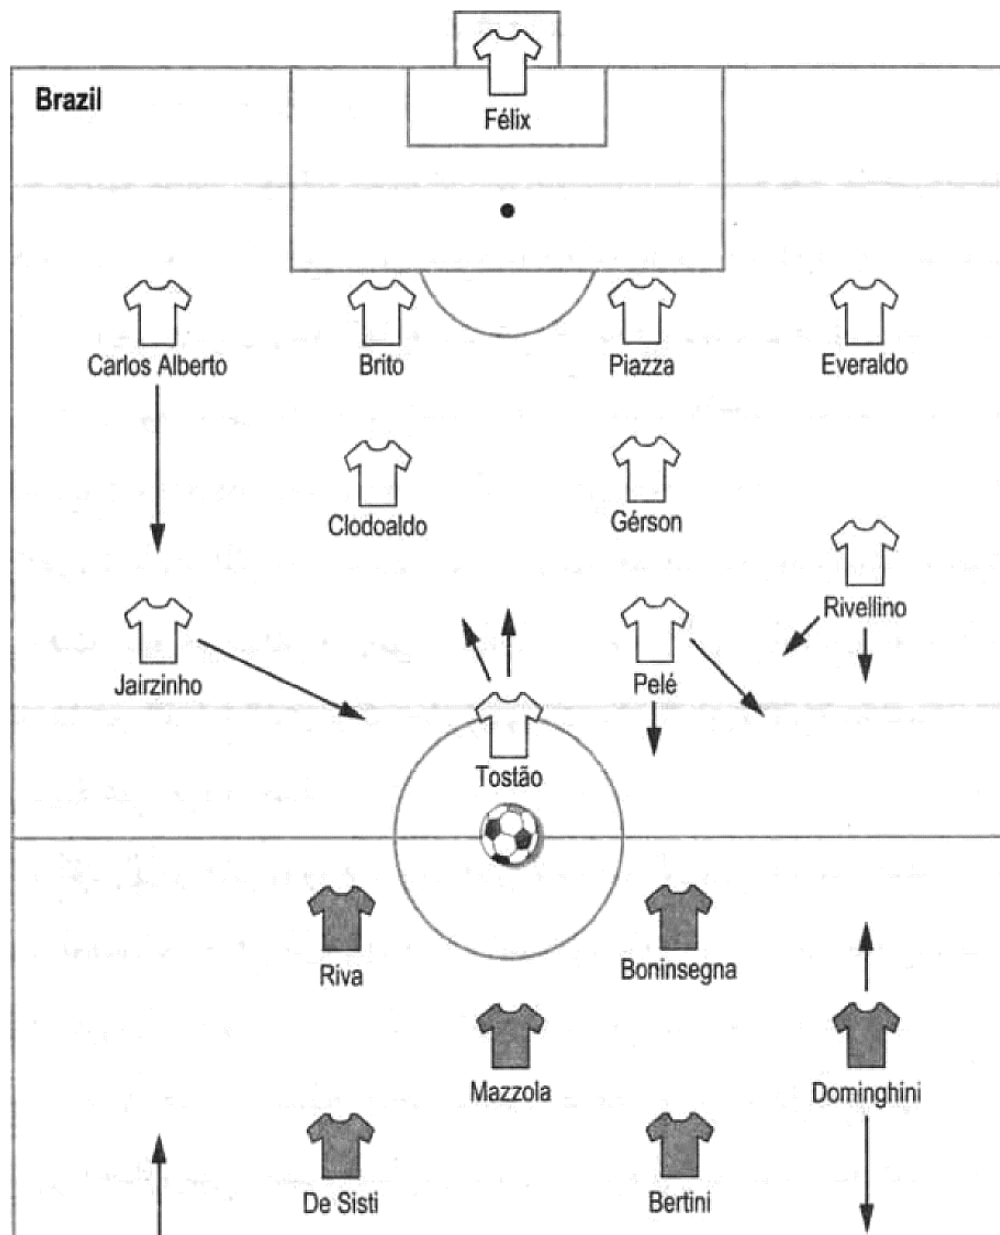 Brazil
Félix
Carlos Alberto
Brito
Piazza
Everaldo
Clodoaldo
Gérson
Rivellino
Jairzinho
Pelé
Tostão
Riva
Boninsegna
Mazzola
Dominghini
De Sisti
Bertini